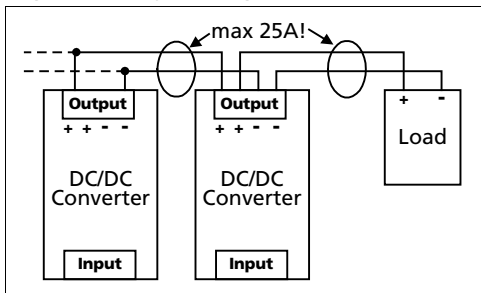 max 25A!
Output
+ + - -
DC/DC
Converter
Input
Output
+ + - -
DC/DC
Converter
Input
+ -
Load